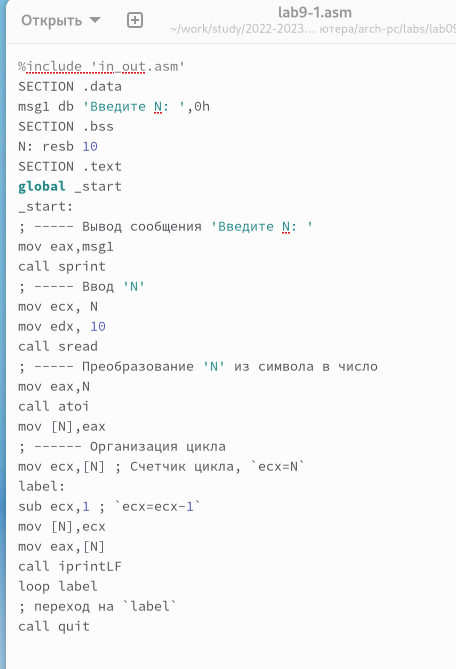 Открыть
lab9-1.asm
~/work/study/2022-2023… ютера/arch-pc/labs/lab09
%include 'in_out.asm'
SECTION .data
msg1 db 'Введите N: ',0h
SECTION .bss
N: resb 10
SECTION .text
global _start
_start:
; ----- Вывод сообщения 'Введите N: '
mov eax,msg1
call sprint
; ----- Ввод 'N'
mov ecx, N
mov edx, 10
call sread
; ----- Преобразование 'N' из символа в число
mov eax,N
call atoi
mov [N],eax
; ------ Организация цикла
mov ecx,[N] ; Счетчик цикла, `ecx=N`
label:
sub ecx,1 ; `ecx=ecx-1`
mov [N],ecx
mov eax,[N]
call iprintLF
loop label
; переход на `label`
call quit